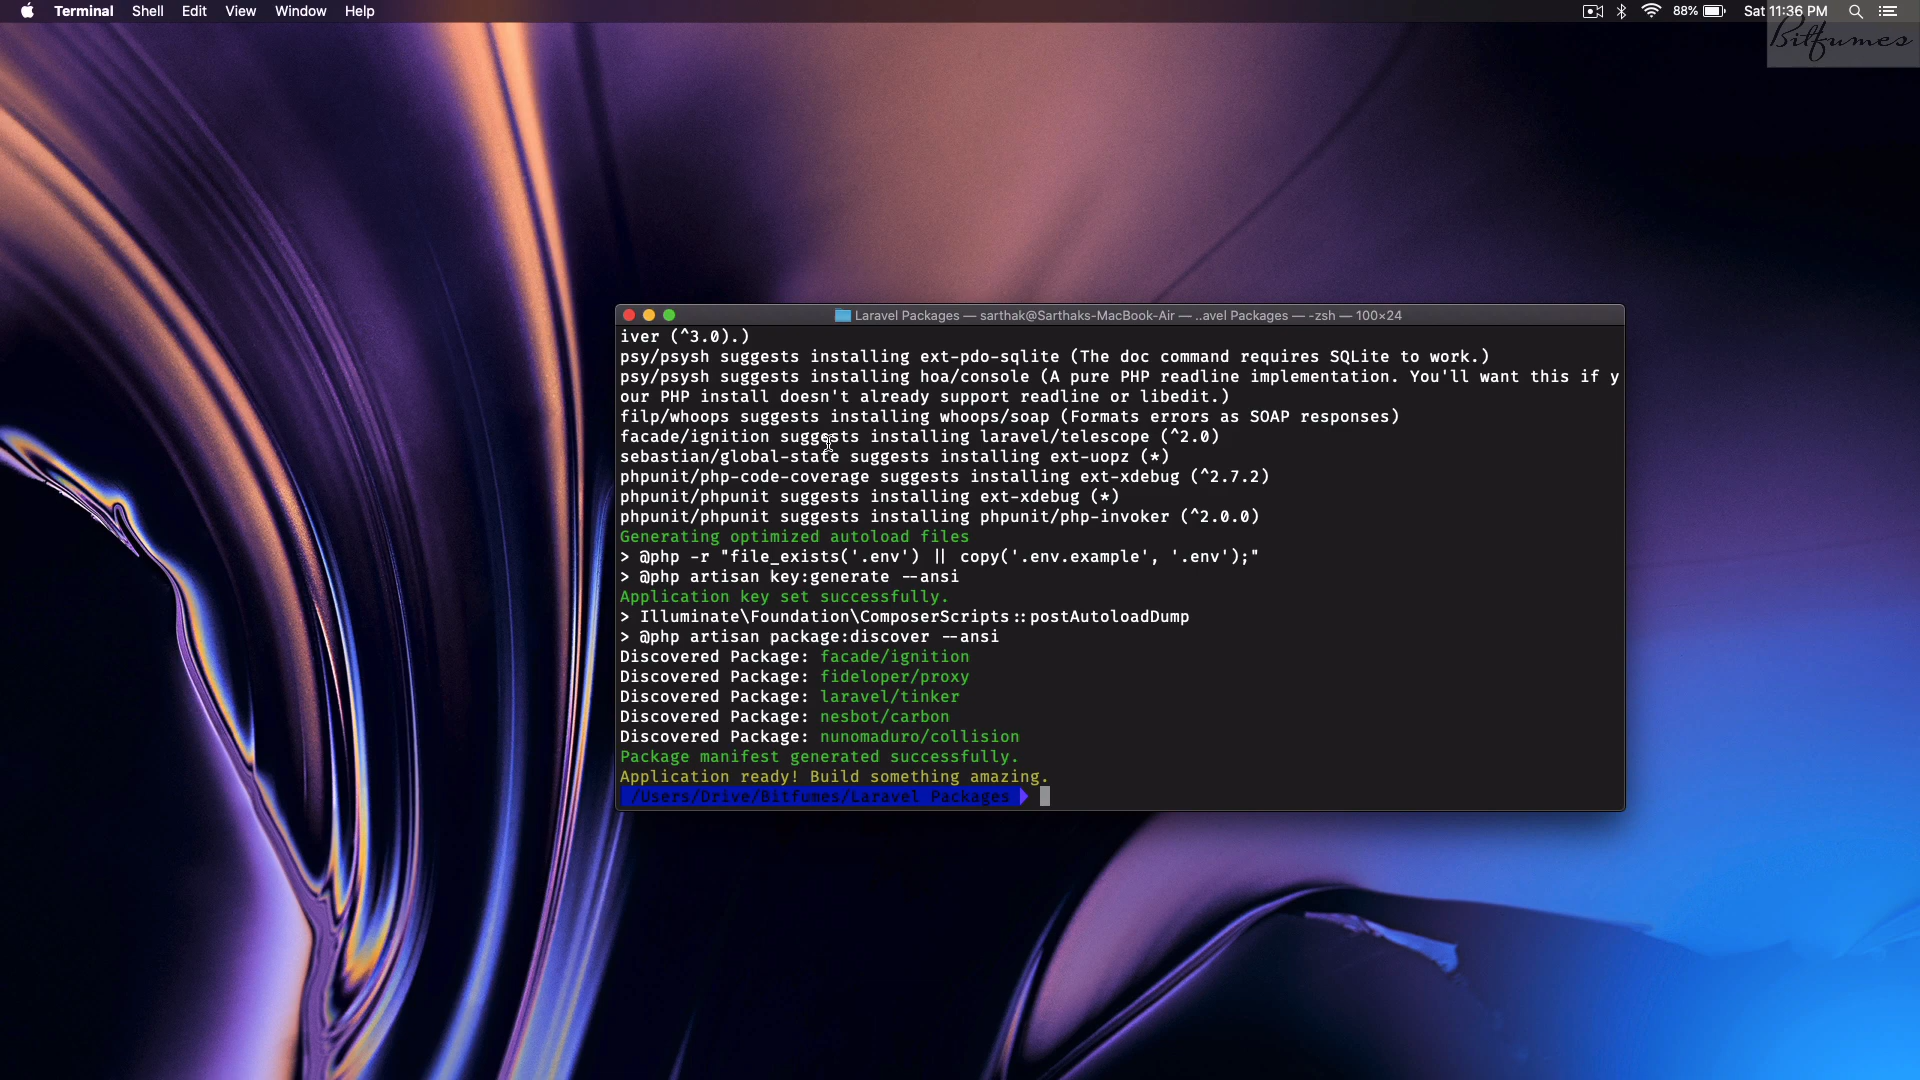 Terminal Shell Edit View Window Help 88% Sat 11:36 PM
Bitfumes
Laravel Packages — sarthak@Sarthaks-MacBook-Air — ..avel Packages — -zsh — 100×24
iver (^3.0).)
psy/psysh suggests installing ext-pdo-sqlite (The doc command requires SQLite to work.)
psy/psysh suggests installing hoa/console (A pure PHP readline implementation. You'll want this if y
our PHP install doesn't already support readline or libedit.)
filp/whoops suggests installing whoops/soap (Formats errors as SOAP responses)
facade/ignition suggests installing laravel/telescope (^2.0)
sebastian/global-state suggests installing ext-uopz (*)
phpunit/php-code-coverage suggests installing ext-xdebug (^2.7.2)
phpunit/phpunit suggests installing ext-xdebug (*)
phpunit/phpunit suggests installing phpunit/php-invoker (^2.0.0)
Generating optimized autoload files
> @php -r "file_exists('.env') || copy('.env.example', '.env');"
> @php artisan key:generate --ansi
Application key set successfully.
> Illuminate\Foundation\ComposerScripts::postAutoloadDump
> @php artisan package:discover --ansi
Discovered Package: facade/ignition
Discovered Package: fideloper/proxy
Discovered Package: laravel/tinker
Discovered Package: nesbot/carbon
Discovered Package: nunomaduro/collision
Package manifest generated successfully.
Application ready! Build something amazing.
/Users/Drive/Bitfumes/Laravel Packages